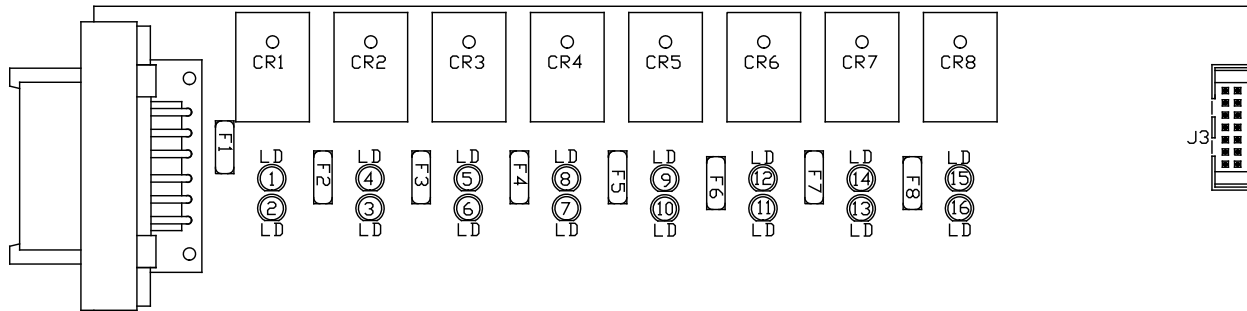 CR1 CR2 CR3 CR4 CR5 CR6 CR7 CR8
J3
F1 F2 F3 F4 F5 F6 F7 F8
LD LD LD LD LD LD LD LD
1 4 5 8 9 12 14 15
2 3 6 7 10 11 13 16
LD LD LD LD LD LD LD LD